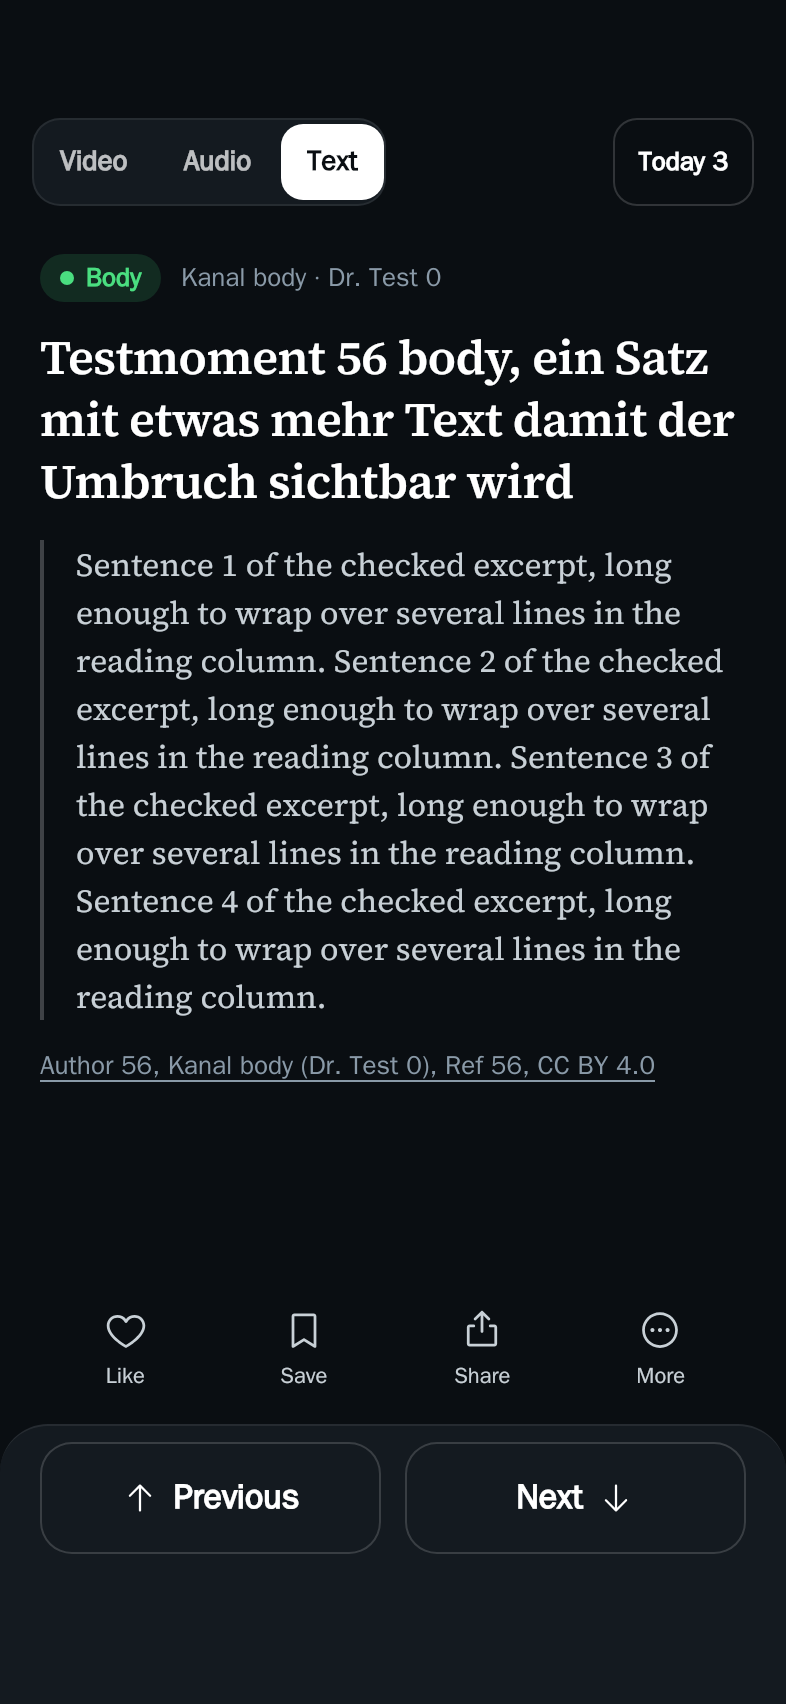 Video Audio Text Today 3
Body Kanal body · Dr. Test 0
Testmoment 56 body, ein Satz
mit etwas mehr Text damit der
Umbruch sichtbar wird
Sentence 1 of the checked excerpt, long
enough to wrap over several lines in the
reading column. Sentence 2 of the checked
excerpt, long enough to wrap over several
lines in the reading column. Sentence 3 of
the checked excerpt, long enough to wrap
over several lines in the reading column.
Sentence 4 of the checked excerpt, long
enough to wrap over several lines in the
reading column.
Author 56, Kanal body (Dr. Test 0), Ref 56, CC BY 4.0
Like Save Share More
Previous Next